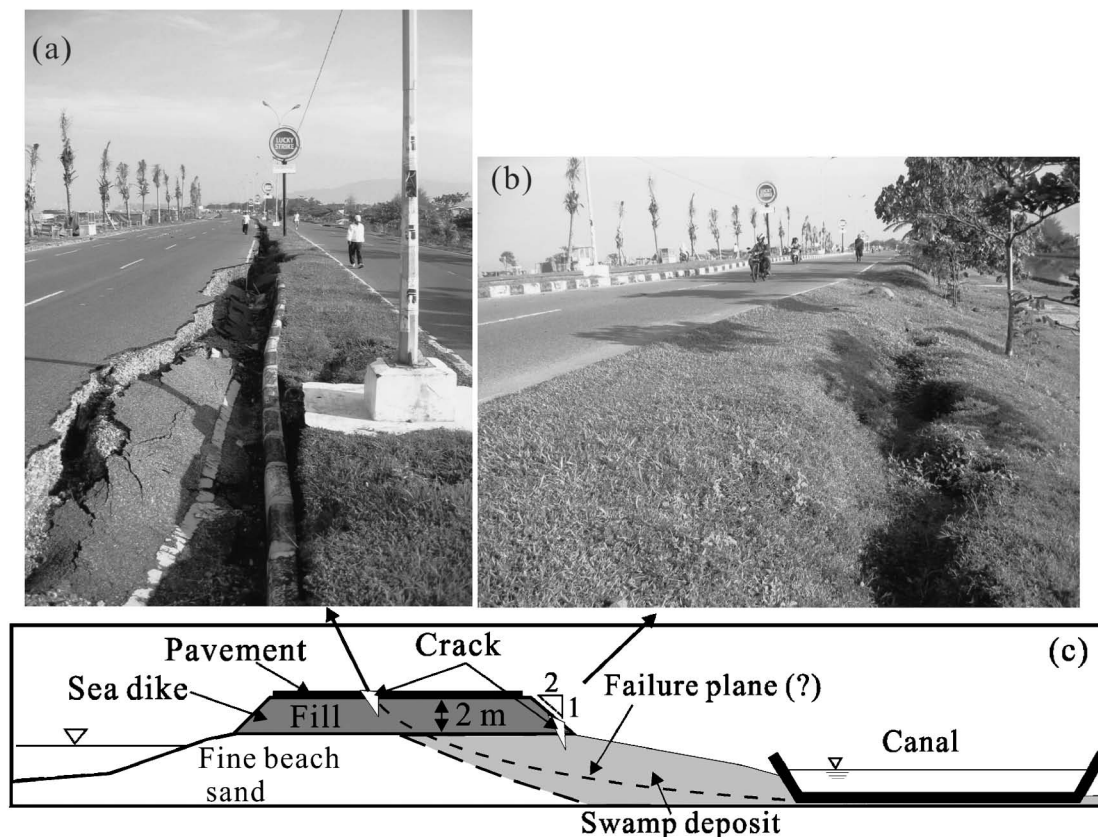 (a)
LUCKY
STRIKE
(b)
(c)
Pavement
Crack
Sea dike
2
1
Failure plane (?)
Fill
2 m
Canal
Fine beach
sand
Swamp deposit